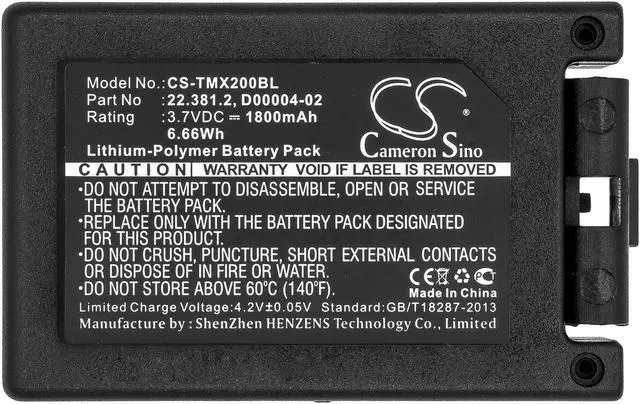 Model No.:CS-TMX200BL
Part No :22.381.2, D00004-02
Rating :3.7VDC ⎓ 1800mAh
6.66Wh
Lithium-Polymer Battery Pack
CS
Cameron Sino
CAUTION WARRANTY VOID IF LABEL IS REMOVED
•DO NOT ATTEMPT TO DISASSEMBLE, OPEN OR SERVICE
THE BATTERY PACK.
•REPLACE ONLY WITH THE BATTERY PACK DESIGNATED
FOR THIS EQUIPMENT.
•DO NOT CRUSH, PUNCTURE, SHORT EXTERNAL CONTACTS
OR DISPOSE OF IN FIRE OR WATER.
•DO NOT STORE ABOVE 60°C (140°F).
CE
Made In China
Limited Charge Voltage:4.2V±0.05V Standard:GB/T18287-2013
Manufacture by : ShenZhen HENZENS Technology Co., Ltd.